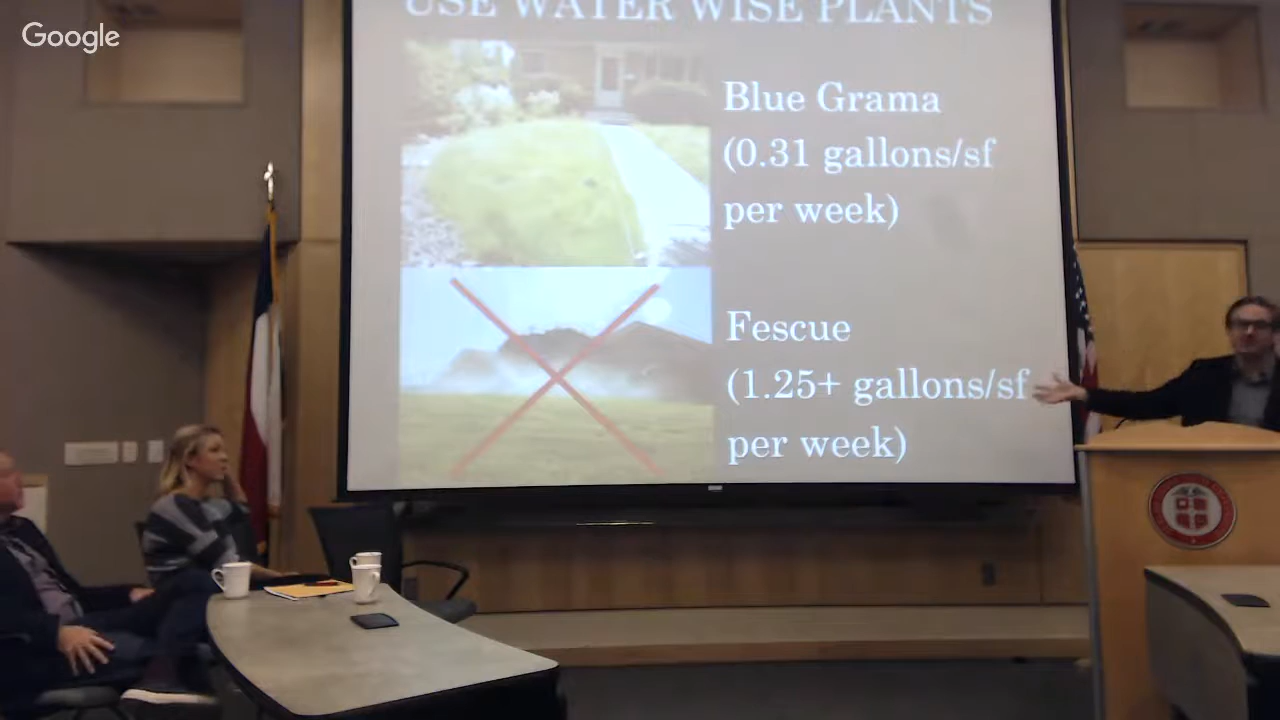 Google
USE WATER WISE PLANTS
Blue Grama
(0.31 gallons/sf
per week)
Fescue
(1.25+ gallons/sf
per week)